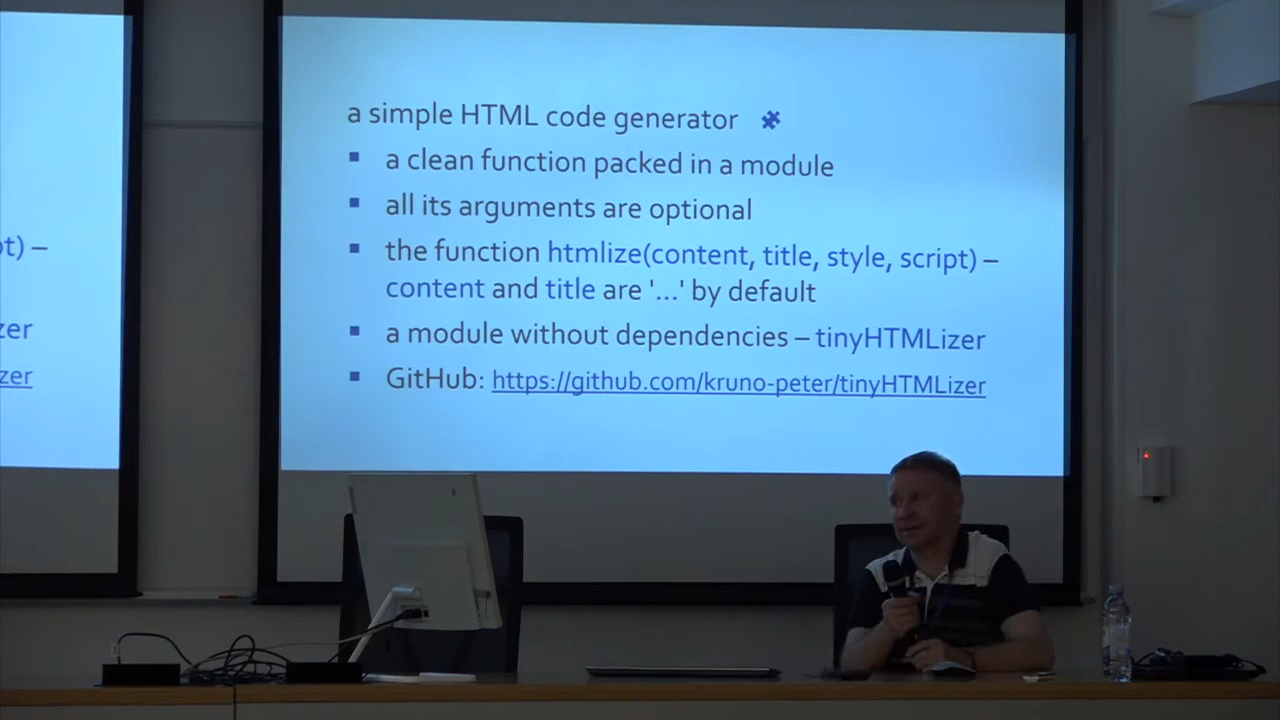 a simple HTML code generator
a clean function packed in a module
all its arguments are optional
the function htmlize(content, title, style, script) –
content and title are '...' by default
a module without dependencies – tinyHTMLizer
GitHub: https://github.com/kruno-peter/tinyHTMLizer
t) –
zer
zer